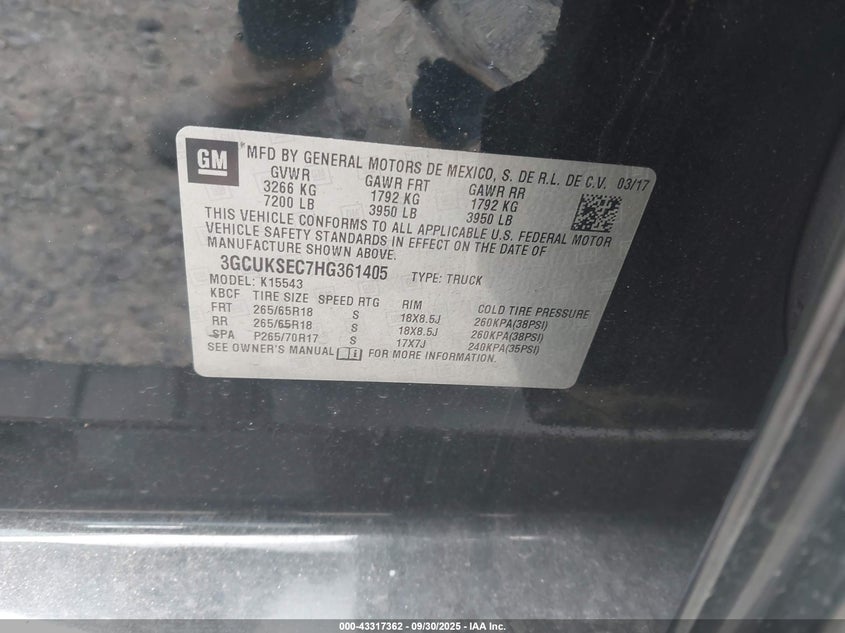 GM
MFD BY GENERAL MOTORS DE MEXICO, S. DE R.L. DE C.V. 03/17
GVWR GAWR FRT GAWR RR
3266 KG 1792 KG 1792 KG
7200 LB 3950 LB 3950 LB
THIS VEHICLE CONFORMS TO ALL APPLICABLE U.S. FEDERAL MOTOR
VEHICLE SAFETY STANDARDS IN EFFECT ON THE DATE OF
MANUFACTURE SHOWN ABOVE.
3GCUKSEC7HG361405 TYPE: TRUCK
MODEL: K15543
KBCF TIRE SIZE SPEED RTG RIM COLD TIRE PRESSURE
FRT 265/65R18 S 18X8.5J 260KPA(38PSI)
RR 265/65R18 S 18X8.5J 260KPA(38PSI)
SPA P265/70R17 S 17X7J 240KPA(35PSI)
SEE OWNER'S MANUAL FOR MORE INFORMATION.
000-43317362 - 09/30/2025 - IAA Inc.